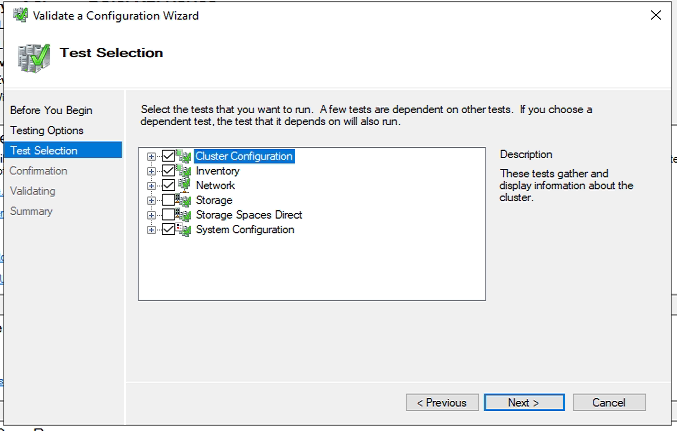 Validate a Configuration Wizard
Test Selection
Before You Begin
Testing Options
Test Selection
Confirmation
Validating
Summary
Select the tests that you want to run.  A few tests are dependent on other tests.  If you choose a
dependent test, the test that it depends on will also run.
Cluster Configuration
Inventory
Network
Storage
Storage Spaces Direct
System Configuration
Description
These tests gather and
display information about the
cluster.
< Previous
Next >
Cancel